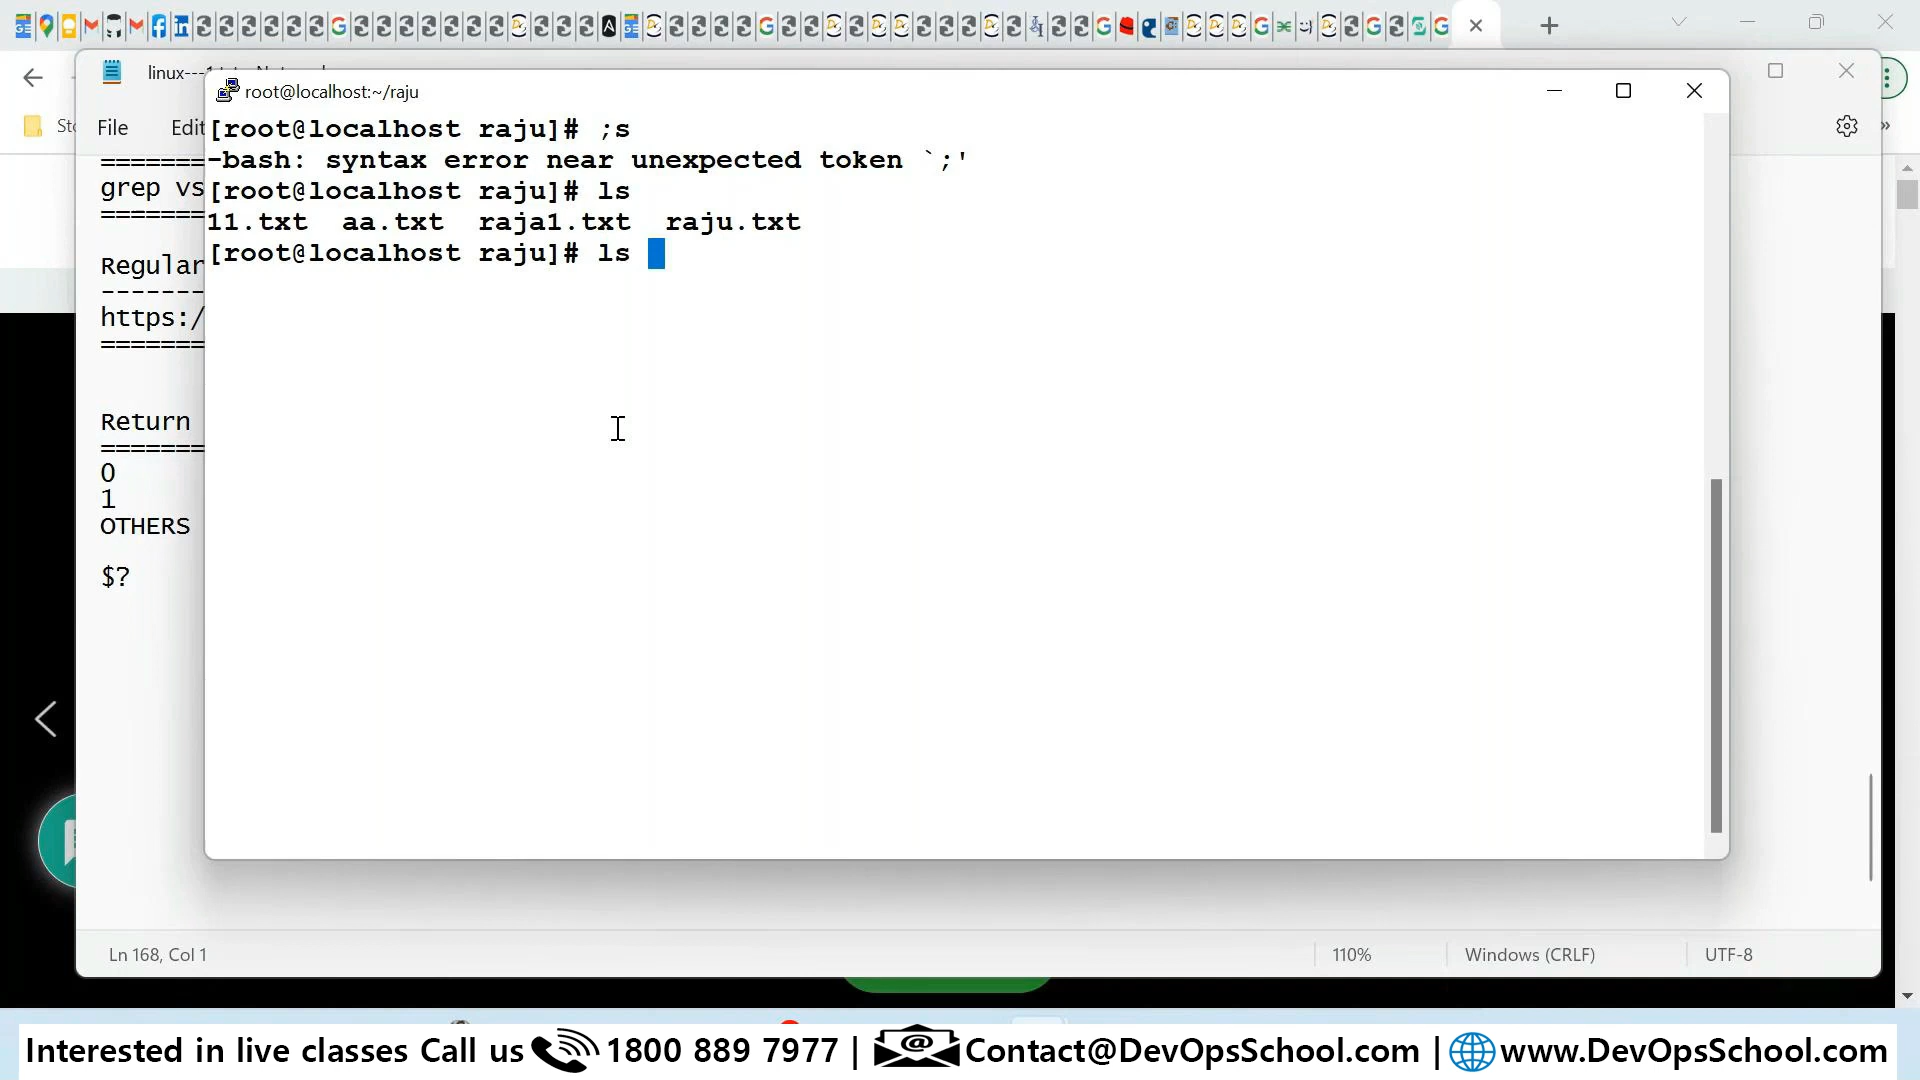 linux---
root@localhost:~/raju
File Edit
[root@localhost raju]# ;s
-bash: syntax error near unexpected token `;'
[root@localhost raju]# ls
11.txt aa.txt raja1.txt raju.txt
[root@localhost raju]# ls
========
grep vs
========
Regular
--------
https:/
========
Return
========
0
1
OTHERS
$?
Ln 168, Col 1 110% Windows (CRLF) UTF-8
Interested in live classes Call us 1800 889 7977 | Contact@DevOpsSchool.com | www.DevOpsSchool.com